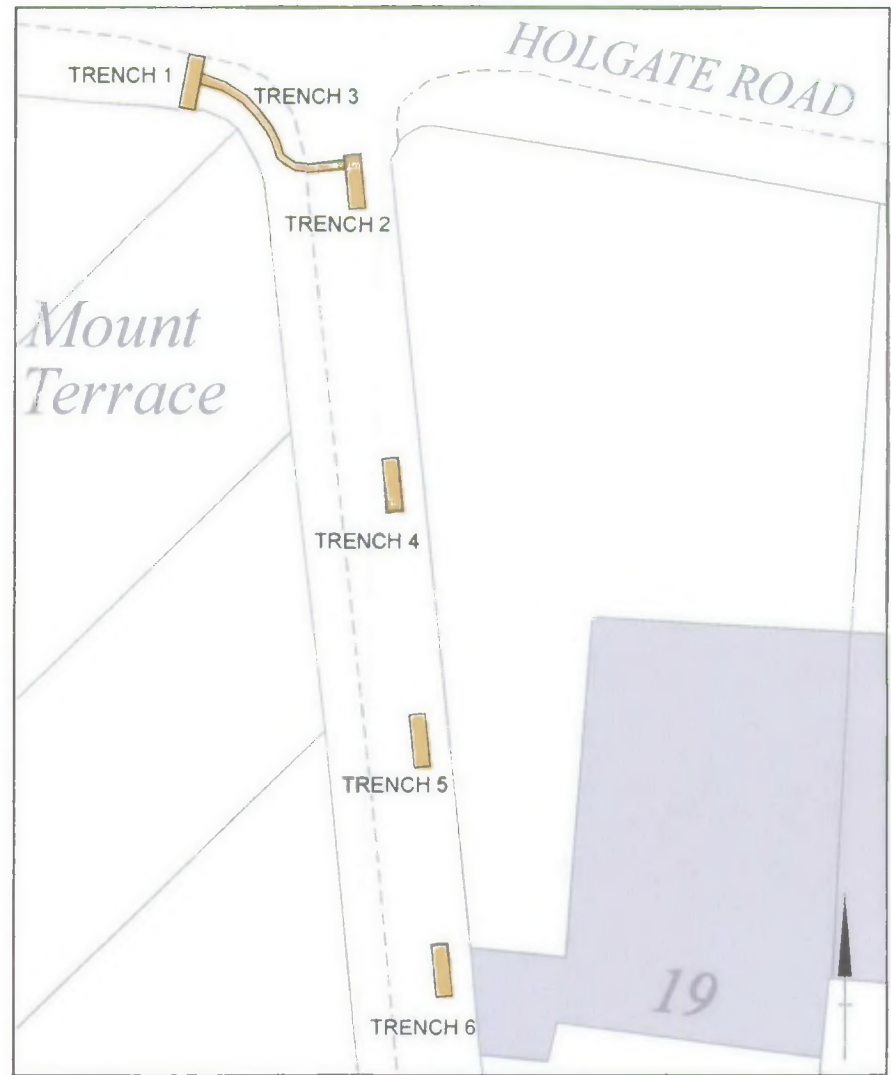 HOLGATE ROAD
TRENCH 1
TRENCH 3
TRENCH 2
Mount
Terrace
TRENCH 4
TRENCH 5
19
TRENCH 6